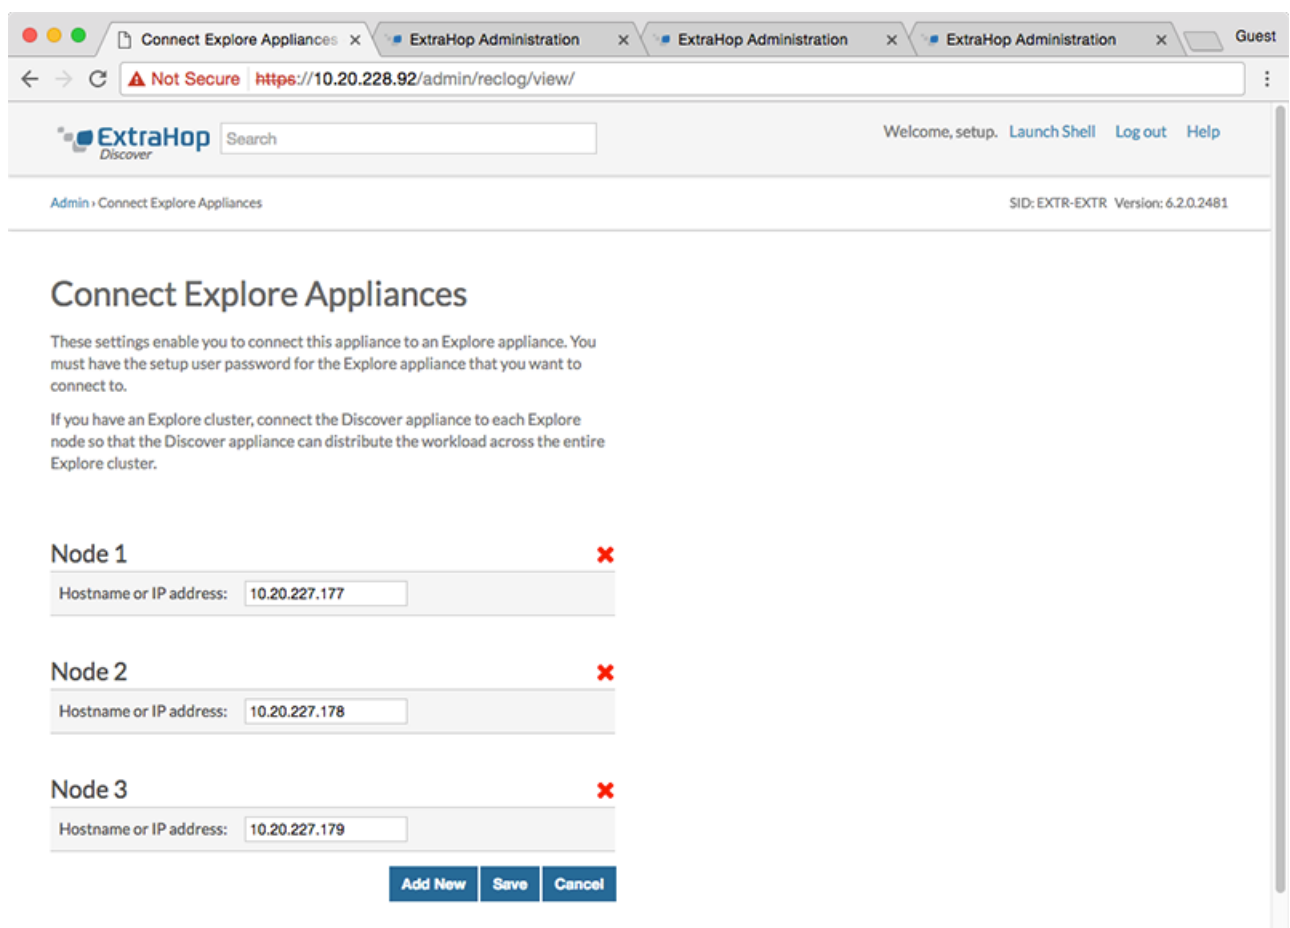 Connect Explore Appliances × ExtraHop Administration × ExtraHop Administration × ExtraHop Administration × Guest
Not Secure https://10.20.228.92/admin/reclog/view/
ExtraHop Search Welcome, setup. Launch Shell Log out Help
Discover
Admin › Connect Explore Appliances SID: EXTR-EXTR Version: 6.2.0.2481
Connect Explore Appliances
These settings enable you to connect this appliance to an Explore appliance. You
must have the setup user password for the Explore appliance that you want to
connect to.
If you have an Explore cluster, connect the Discover appliance to each Explore
node so that the Discover appliance can distribute the workload across the entire
Explore cluster.
Node 1
Hostname or IP address: 10.20.227.177
Node 2
Hostname or IP address: 10.20.227.178
Node 3
Hostname or IP address: 10.20.227.179
Add New Save Cancel